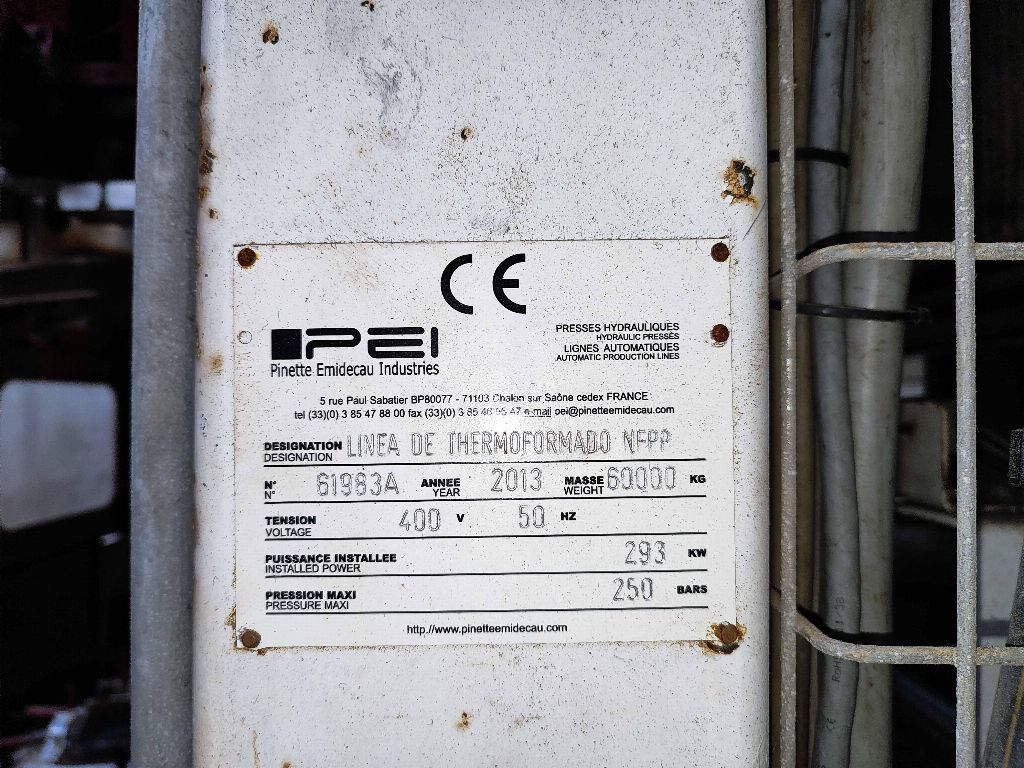 CE
PEI
Pinette Emidecau Industries
PRESSES HYDRAULIQUES
HYDRAULIC PRESSES
LIGNES AUTOMATIQUES
AUTOMATIC PRODUCTION LINES
5 rue Paul Sabatier BP80077 - 71103 Chalon sur Saône cedex FRANCE
tel (33)(0) 3 85 47 88 00 fax (33)(0) 3 85 46 47 e-mail pei@pinetteemidecau.com
DESIGNATION LINEA DE THERMOFORMADO NFPP
DESIGNATION
N° 61983A ANNEE 2013 MASSE 60000 KG
N° YEAR WEIGHT
TENSION 400 V 50 HZ
VOLTAGE
PUISSANCE INSTALLEE 293 KW
INSTALLED POWER
PRESSION MAXI 250 BARS
PRESSURE MAXI
http://www.pinetteemidecau.com